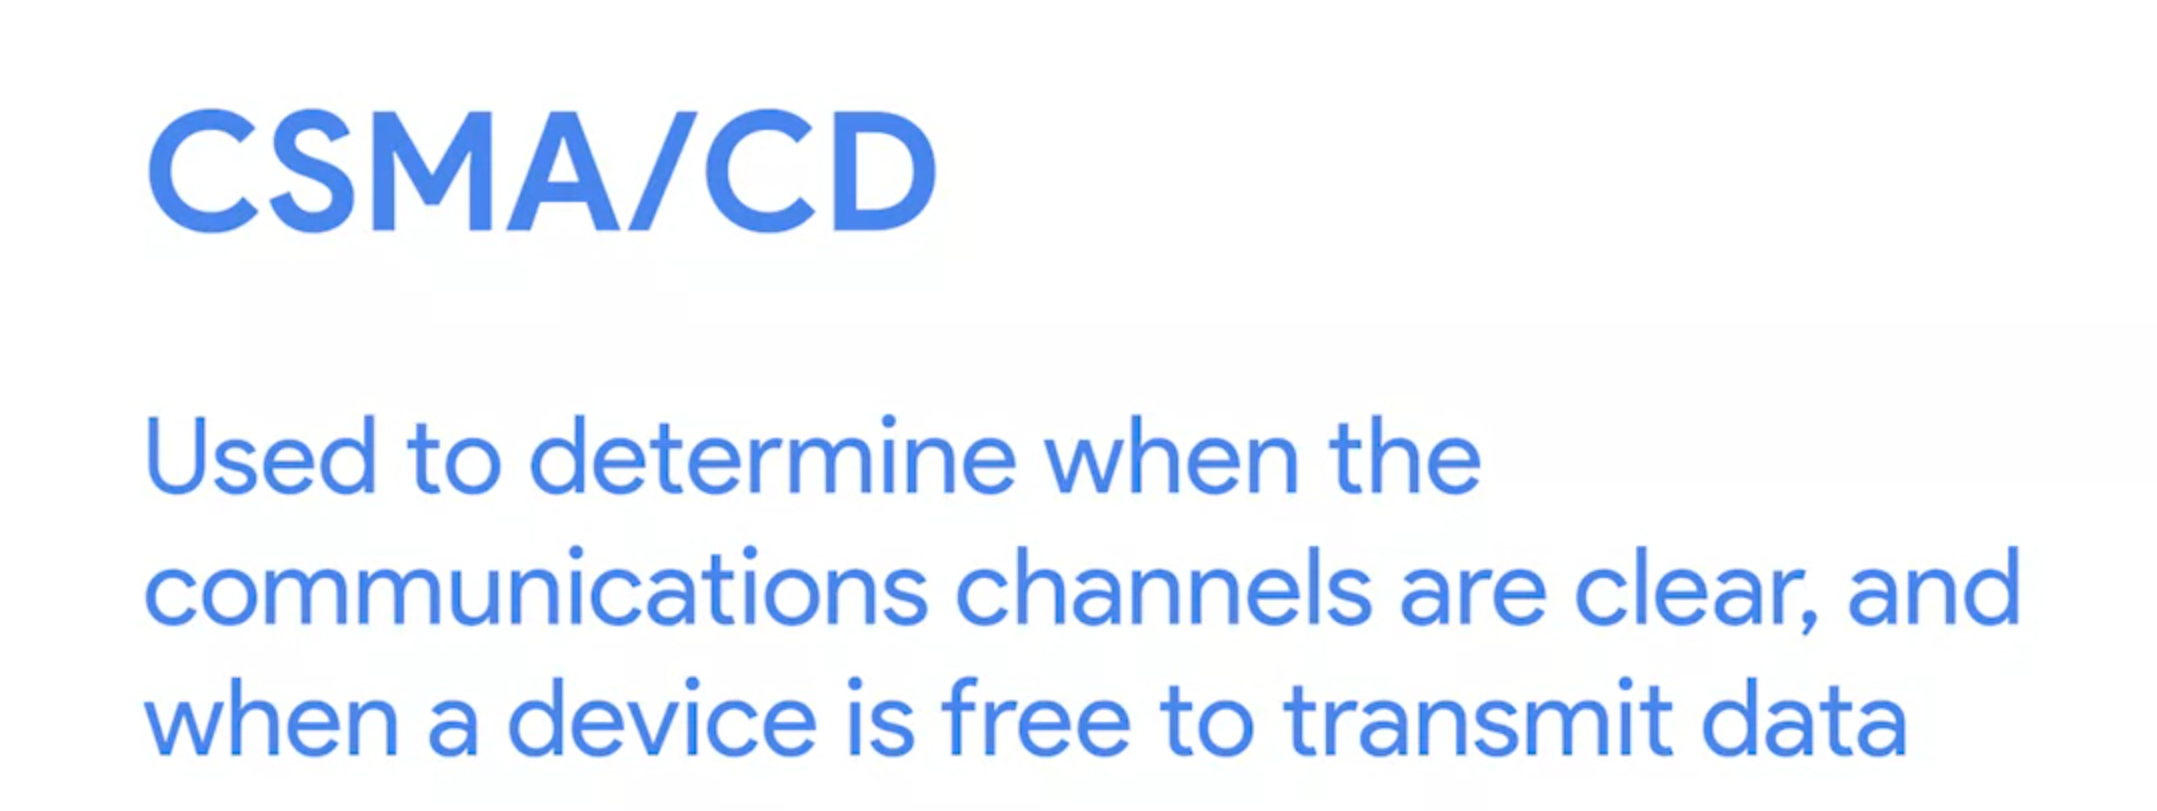 CSMA/CD
Used to determine when the
communications channels are clear, and
when a device is free to transmit data